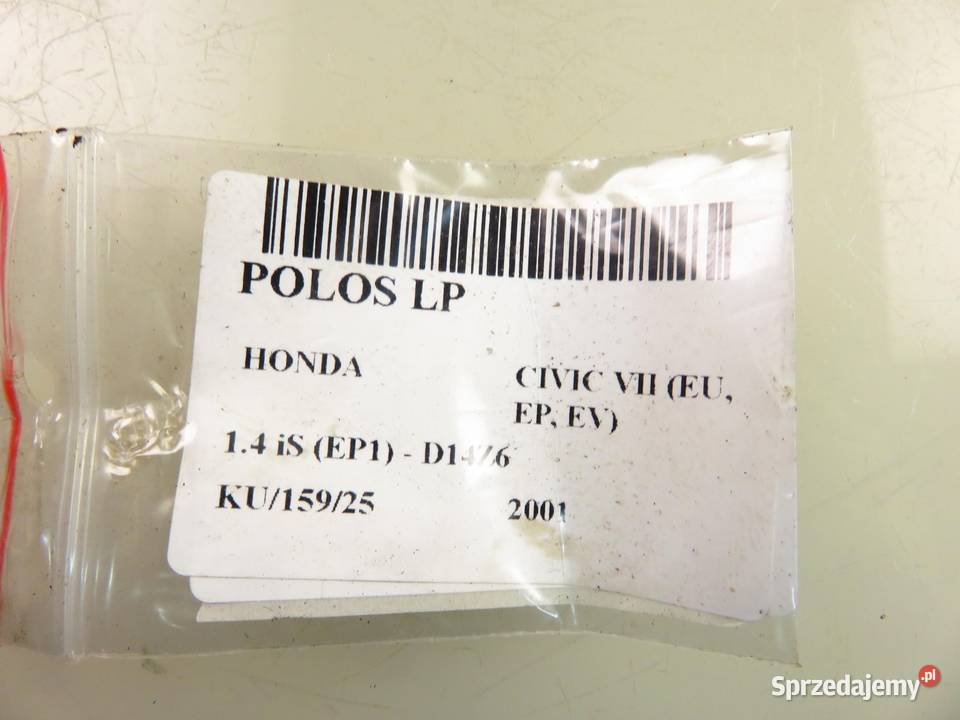 POLOS LP
HONDA
CIVIC VII (EU,
EP, EV)
1.4 iS (EP1) - D14Z6
KU/159/25
2001
Sprzedajemy.pl